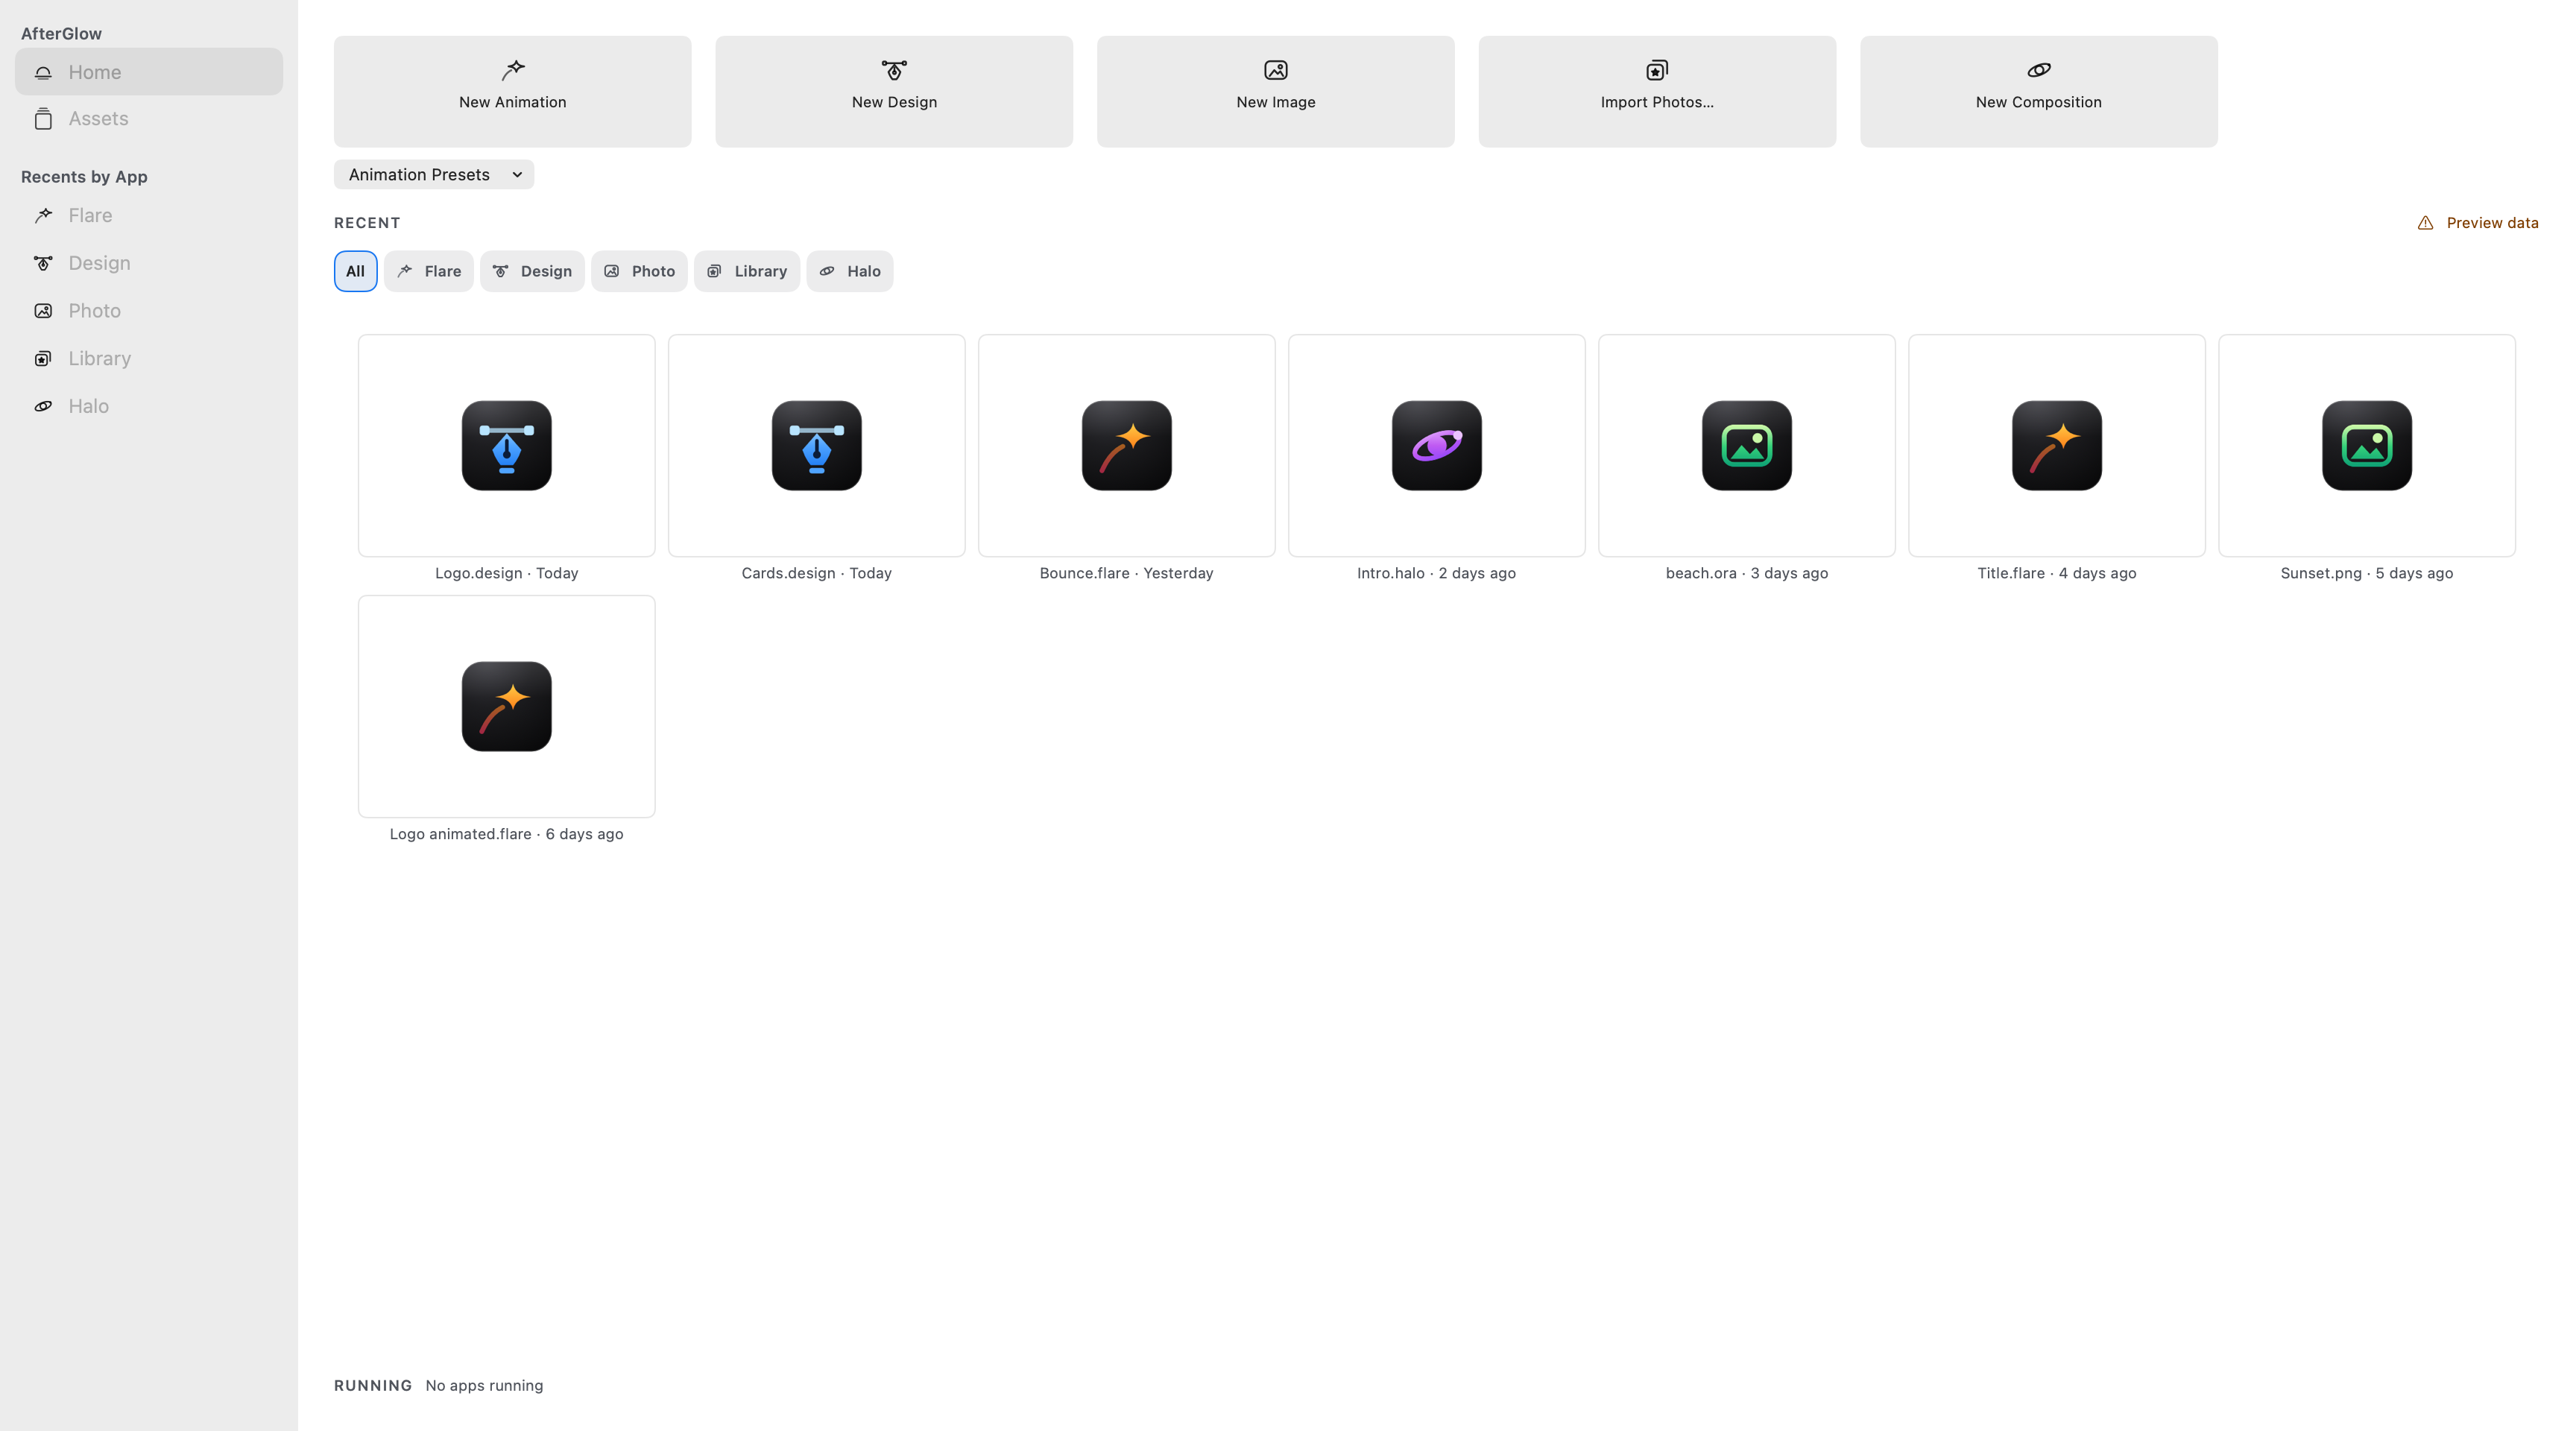 AfterGlow
Home
Assets
Recents by App
Flare
Design
Photo
Library
Halo
New Animation
New Design
New Image
Import Photos...
New Composition
Animation Presets
RECENT
Preview data
All
Flare
Design
Photo
Library
Halo
Logo.design · Today
Cards.design · Today
Bounce.flare · Yesterday
Intro.halo · 2 days ago
beach.ora · 3 days ago
Title.flare · 4 days ago
Sunset.png · 5 days ago
Logo animated.flare · 6 days ago
RUNNING No apps running